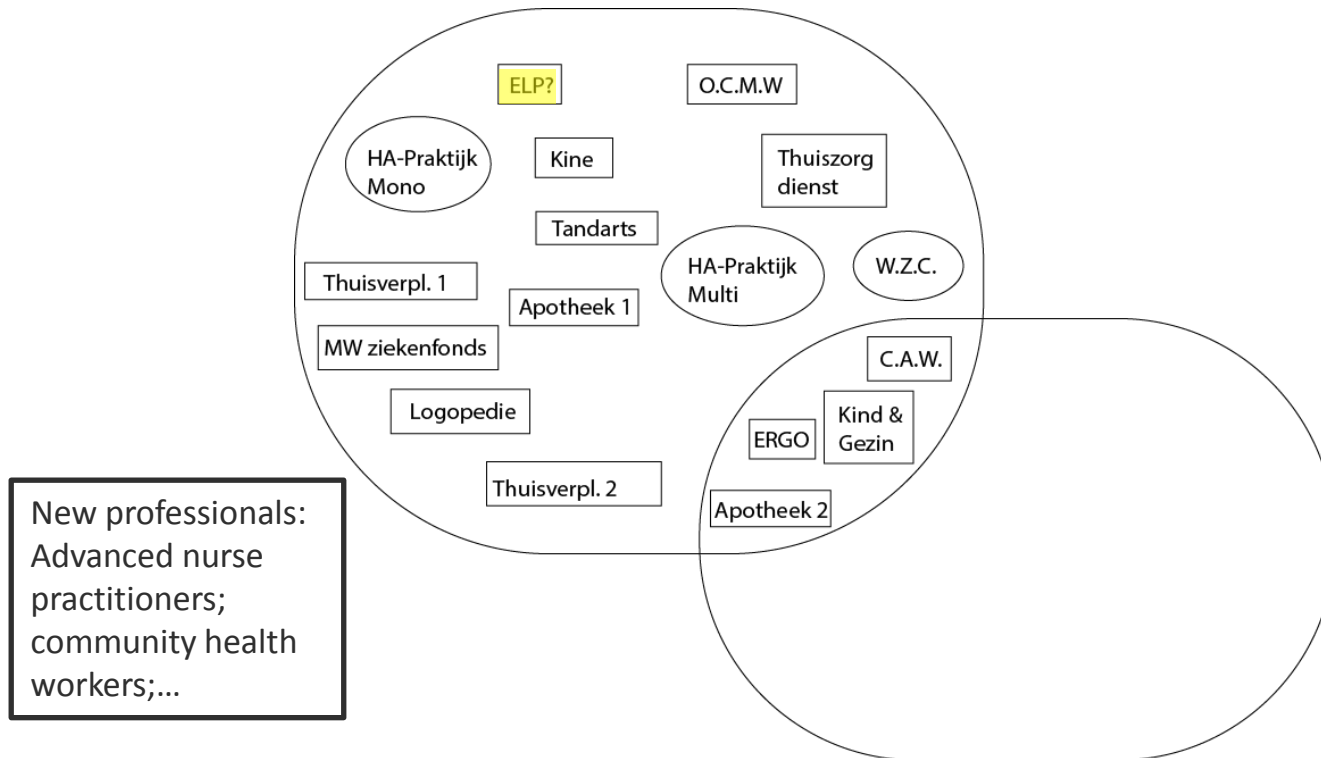 ELP?
O.C.M.W
HA-Praktijk
Mono
Kine
Thuiszorg
dienst
Tandarts
HA-Praktijk
Multi
W.Z.C.
Thuisverpl. 1
Apotheek 1
MW ziekenfonds
C.A.W.
Logopedie
Kind &
Gezin
ERGO
Thuisverpl. 2
Apotheek 2
New professionals:
Advanced nurse
practitioners;
community health
workers;...